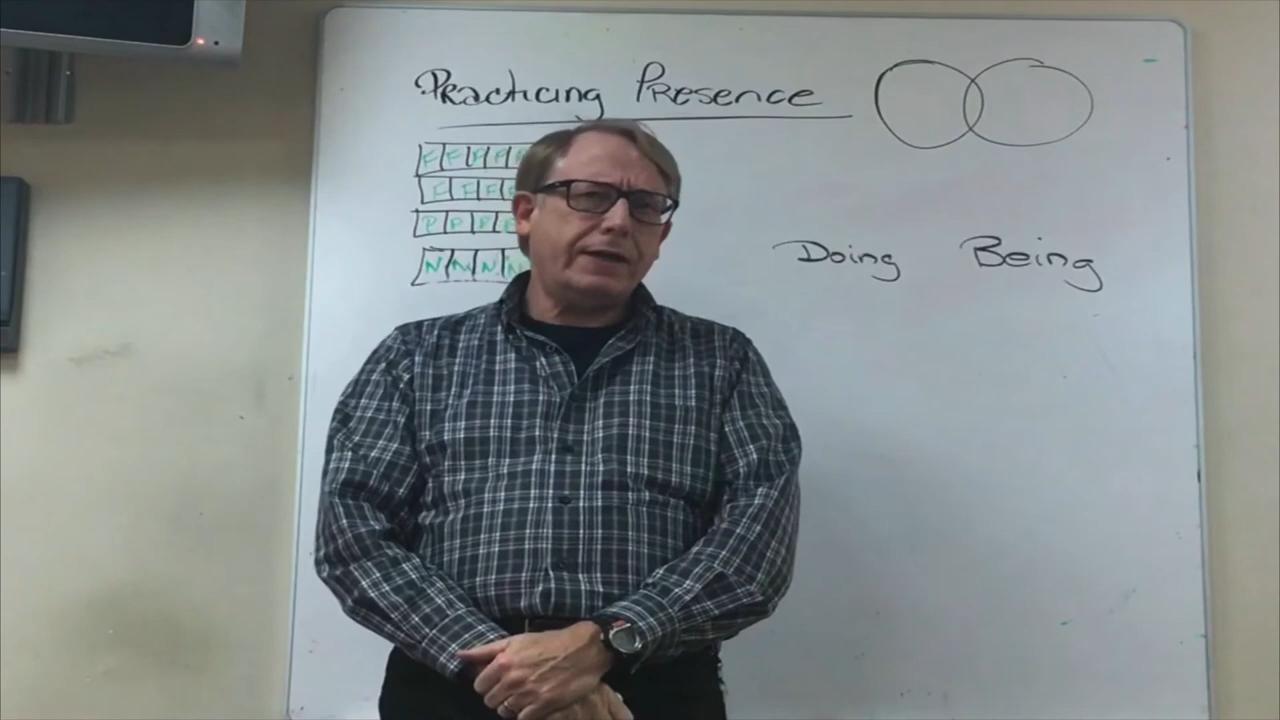 Practicing Presence
F F F F
F F F F
P P P P
N N N N
Doing Being